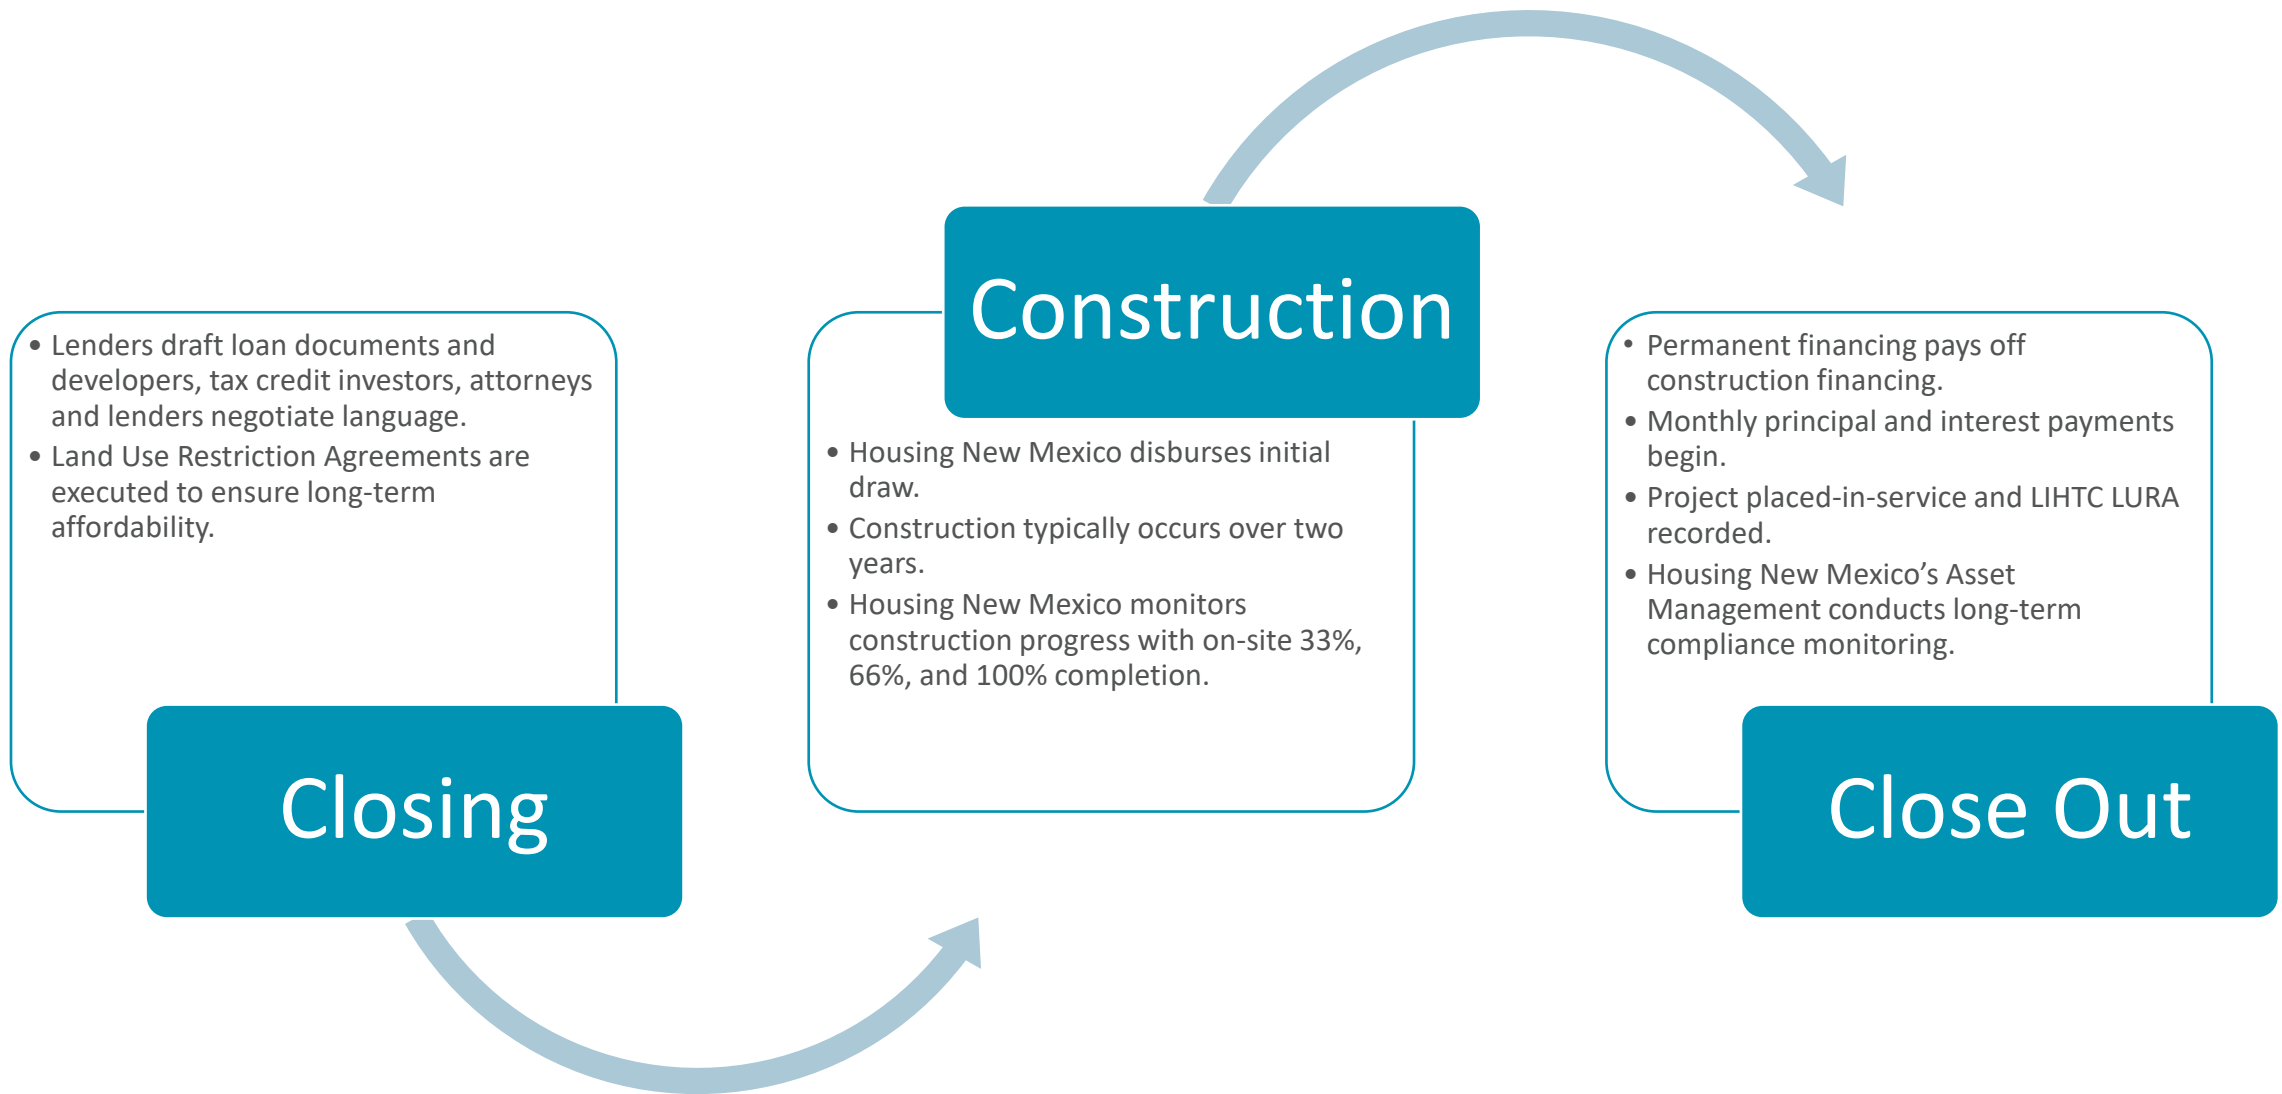 • Lenders draft loan documents and
developers, tax credit investors, attorneys
and lenders negotiate language.
• Land Use Restriction Agreements are
executed to ensure long-term
affordability.
Closing
Construction
• Housing New Mexico disburses initial
draw.
• Construction typically occurs over two
years.
• Housing New Mexico monitors
construction progress with on-site 33%,
66%, and 100% completion.
• Permanent financing pays off
construction financing.
• Monthly principal and interest payments
begin.
• Project placed-in-service and LIHTC LURA
recorded.
• Housing New Mexico’s Asset
Management conducts long-term
compliance monitoring.
Close Out